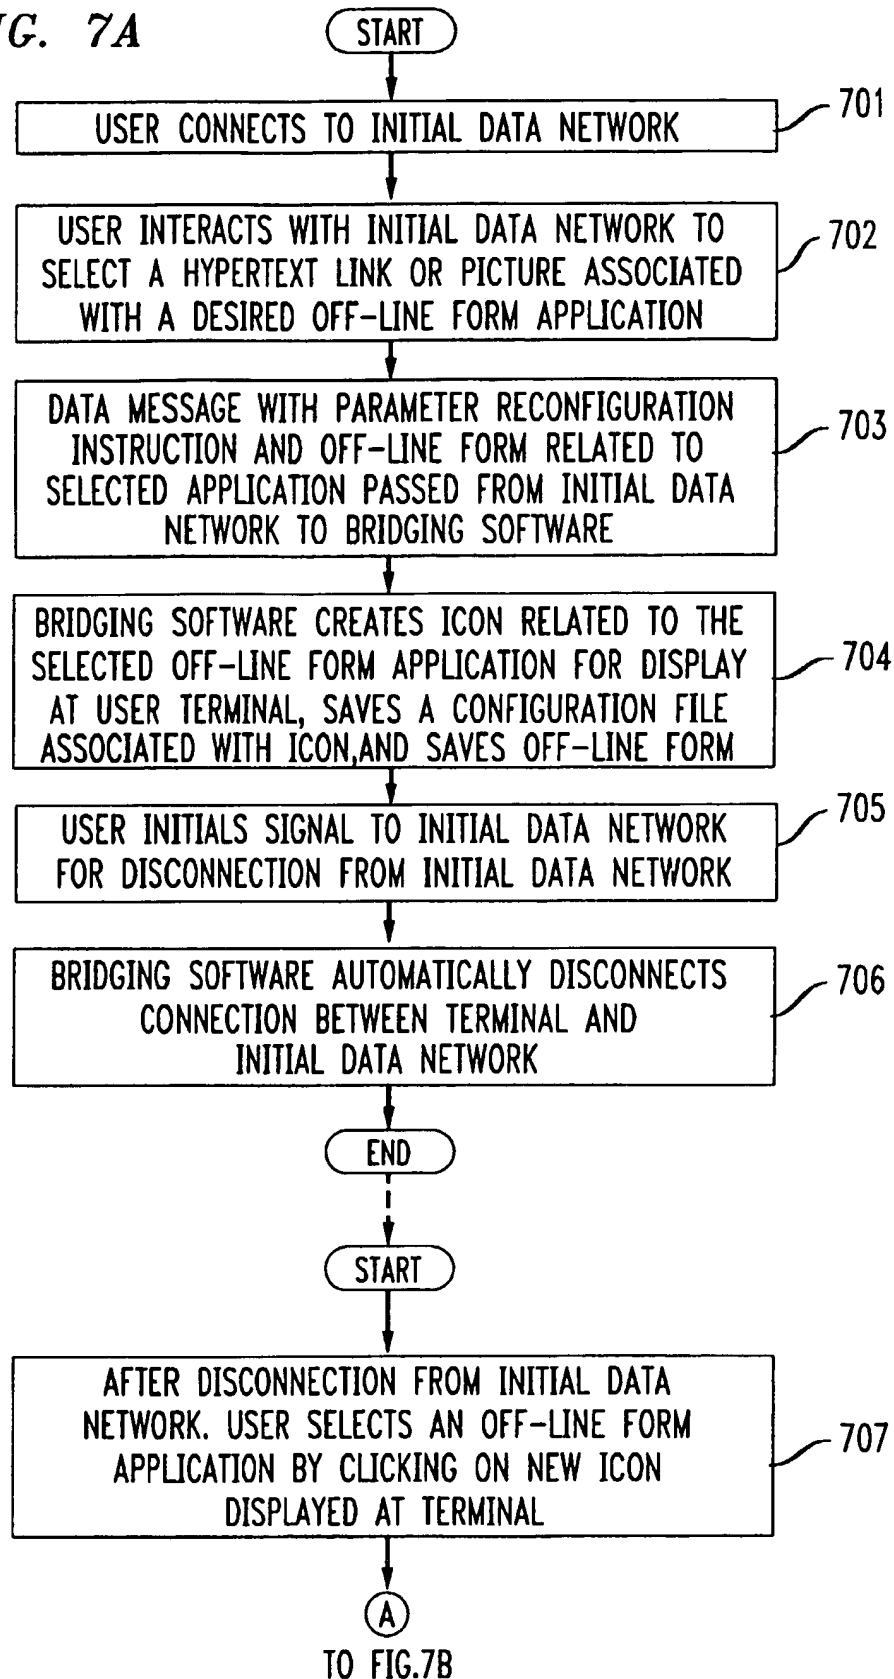 IG. 7A
START
701
USER CONNECTS TO INITIAL DATA NETWORK
702
USER INTERACTS WITH INITIAL DATA NETWORK TO
SELECT A HYPERTEXT LINK OR PICTURE ASSOCIATED
WITH A DESIRED OFF-LINE FORM APPLICATION
703
DATA MESSAGE WITH PARAMETER RECONFIGURATION
INSTRUCTION AND OFF-LINE FORM RELATED TO
SELECTED APPLICATION PASSED FROM INITIAL DATA
NETWORK TO BRIDGING SOFTWARE
704
BRIDGING SOFTWARE CREATES ICON RELATED TO THE
SELECTED OFF-LINE FORM APPLICATION FOR DISPLAY
AT USER TERMINAL, SAVES A CONFIGURATION FILE
ASSOCIATED WITH ICON,AND SAVES OFF-LINE FORM
705
USER INITIALS SIGNAL TO INITIAL DATA NETWORK
FOR DISCONNECTION FROM INITIAL DATA NETWORK
706
BRIDGING SOFTWARE AUTOMATICALLY DISCONNECTS
CONNECTION BETWEEN TERMINAL AND
INITIAL DATA NETWORK
END
START
707
AFTER DISCONNECTION FROM INITIAL DATA
NETWORK. USER SELECTS AN OFF-LINE FORM
APPLICATION BY CLICKING ON NEW ICON
DISPLAYED AT TERMINAL
A
TO FIG.7B